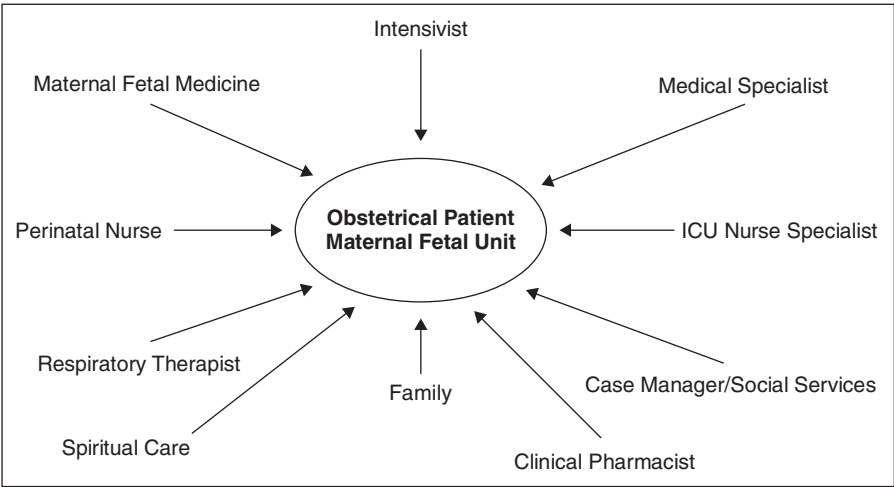 Intensivist
Maternal Fetal Medicine
Medical Specialist
Obstetrical Patient
Maternal Fetal Unit
Perinatal Nurse
ICU Nurse Specialist
Respiratory Therapist
Family
Case Manager/Social Services
Spiritual Care
Clinical Pharmacist